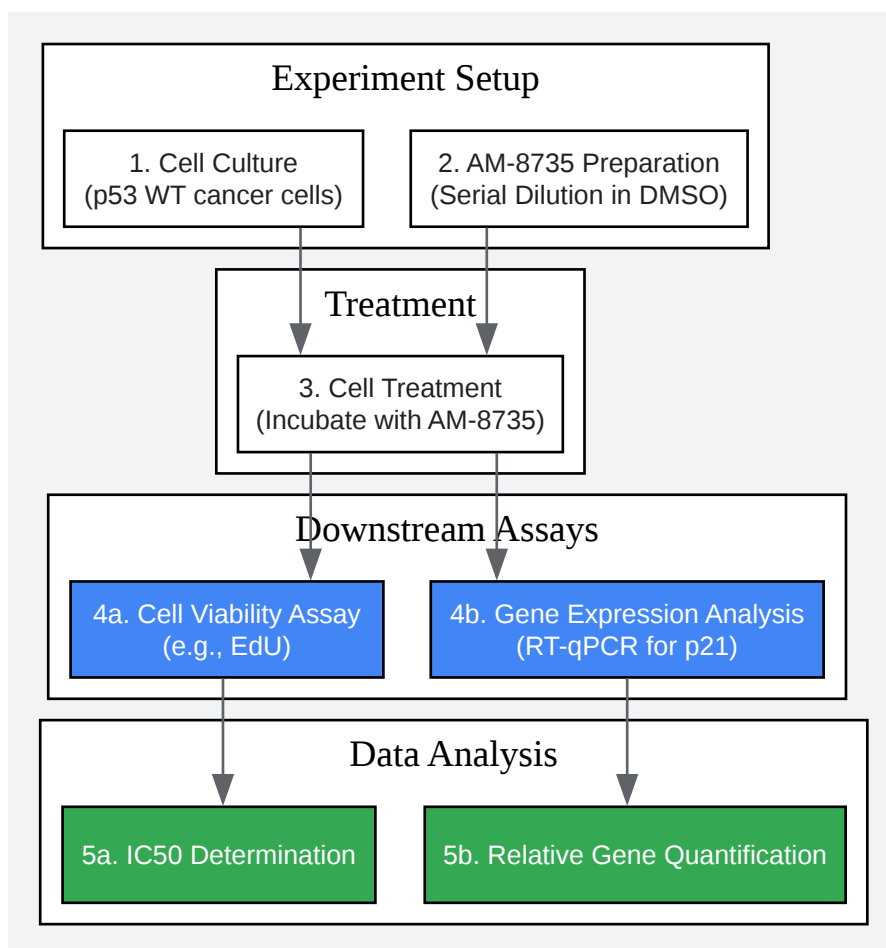 Experiment Setup
1. Cell Culture
(p53 WT cancer cells)
2. AM-8735 Preparation
(Serial Dilution in DMSO)
Treatment
3. Cell Treatment
(Incubate with AM-8735)
Downstream Assays
4a. Cell Viability Assay
(e.g., EdU)
4b. Gene Expression Analysis
(RT-qPCR for p21)
Data Analysis
5a. IC50 Determination
5b. Relative Gene Quantification